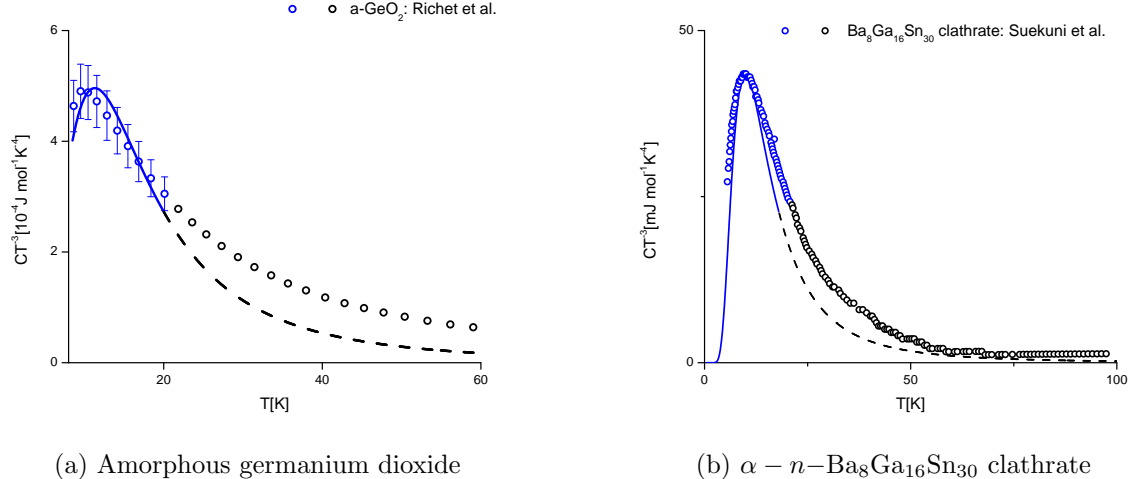 a-GeO₂: Richet et al.
6
4
2
0
20
40
60
CT⁻³[10⁻⁴J mol⁻¹K⁻⁴]
T[K]
(a) Amorphous germanium dioxide
Ba₈Ga₁₆Sn₃₀ clathrate: Suekuni et al.
50
0
0
50
100
CT⁻³[mJ mol⁻¹K⁻⁴]
T[K]
(b) α − n−Ba₈Ga₁₆Sn₃₀ clathrate